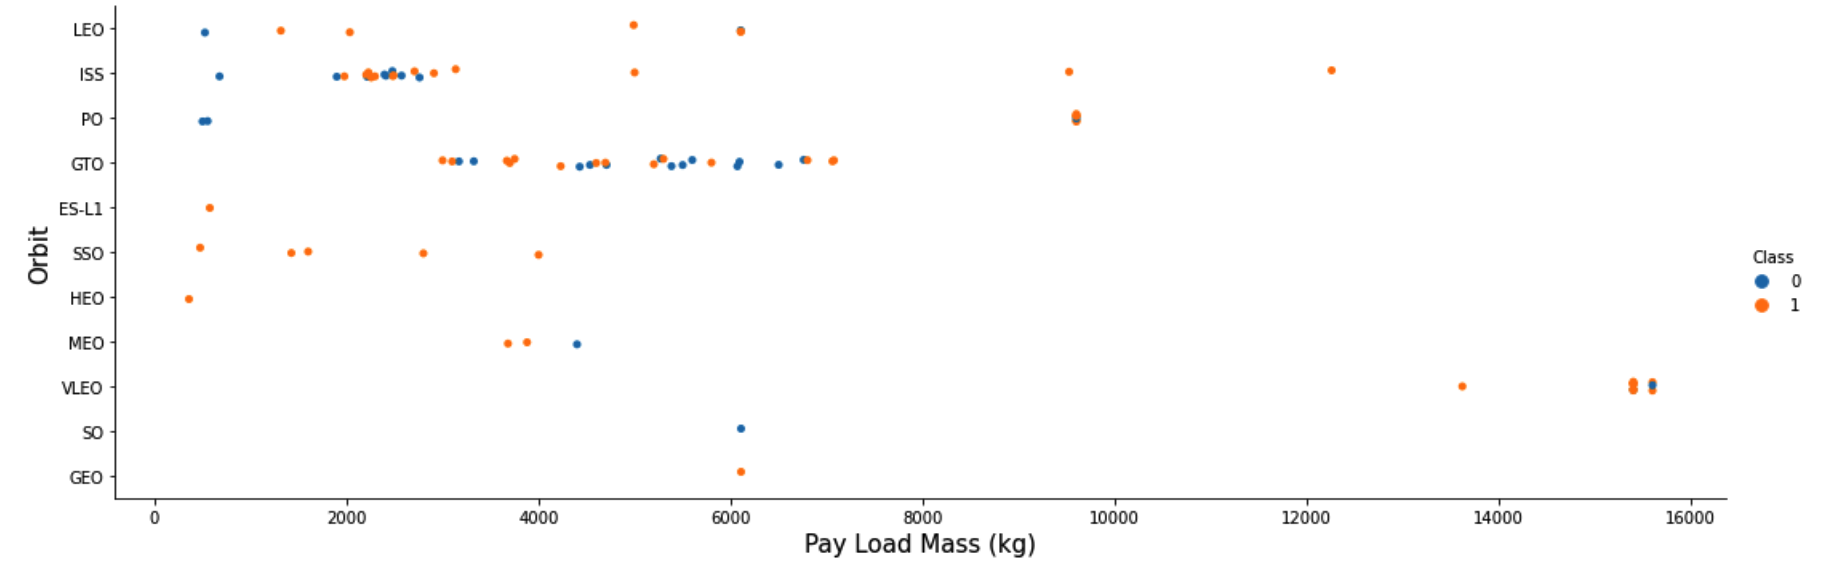 LEO
ISS
PO
GTO
ES-L1
SSO
HEO
MEO
VLEO
SO
GEO
Orbit
0 2000 4000 6000 8000 10000 12000 14000 16000
Pay Load Mass (kg)
Class
0
1